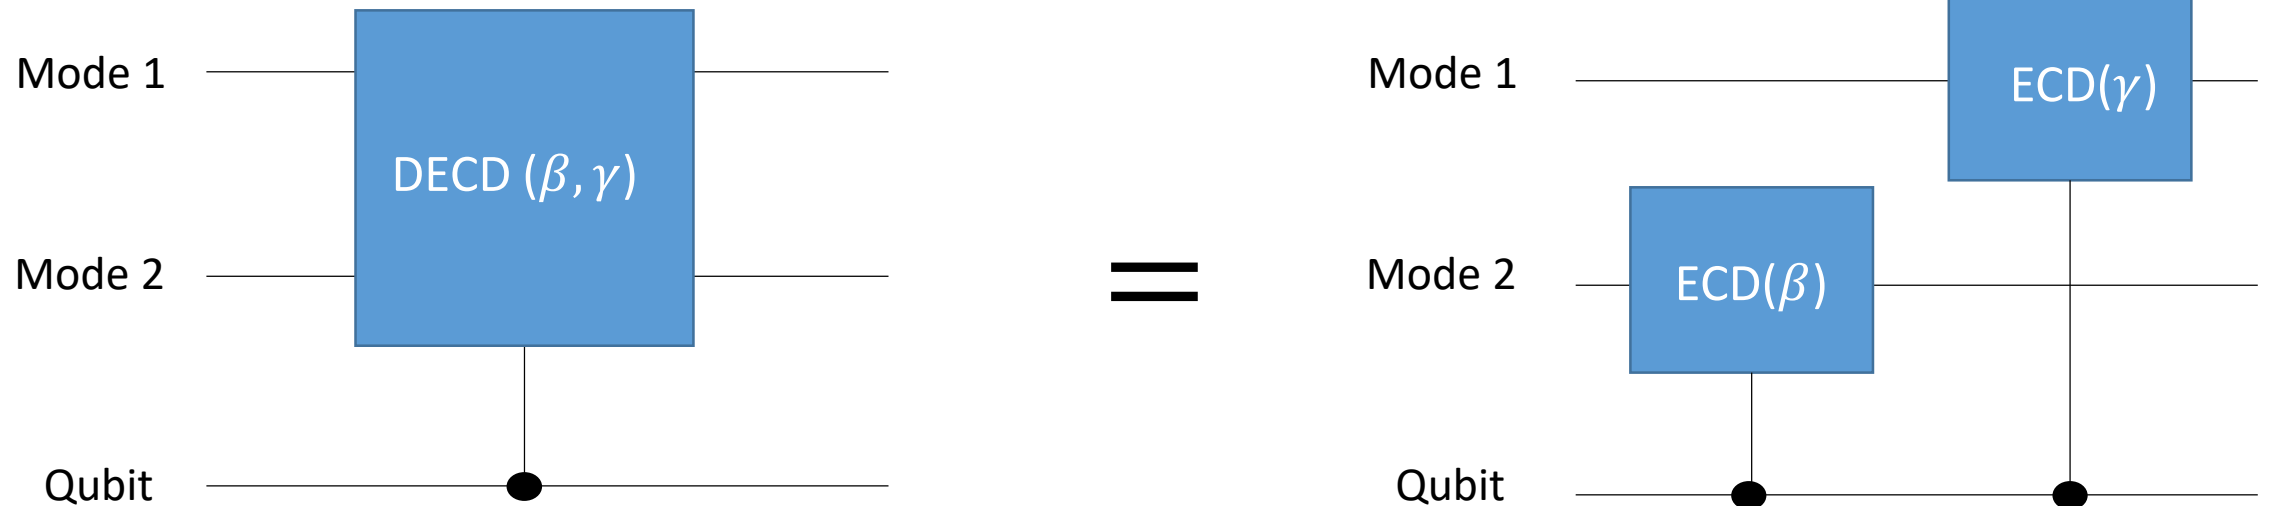 Mode 1
DECD (β, γ)
Mode 2
Qubit
=
Mode 1
ECD(γ)
Mode 2
ECD(β)
Qubit